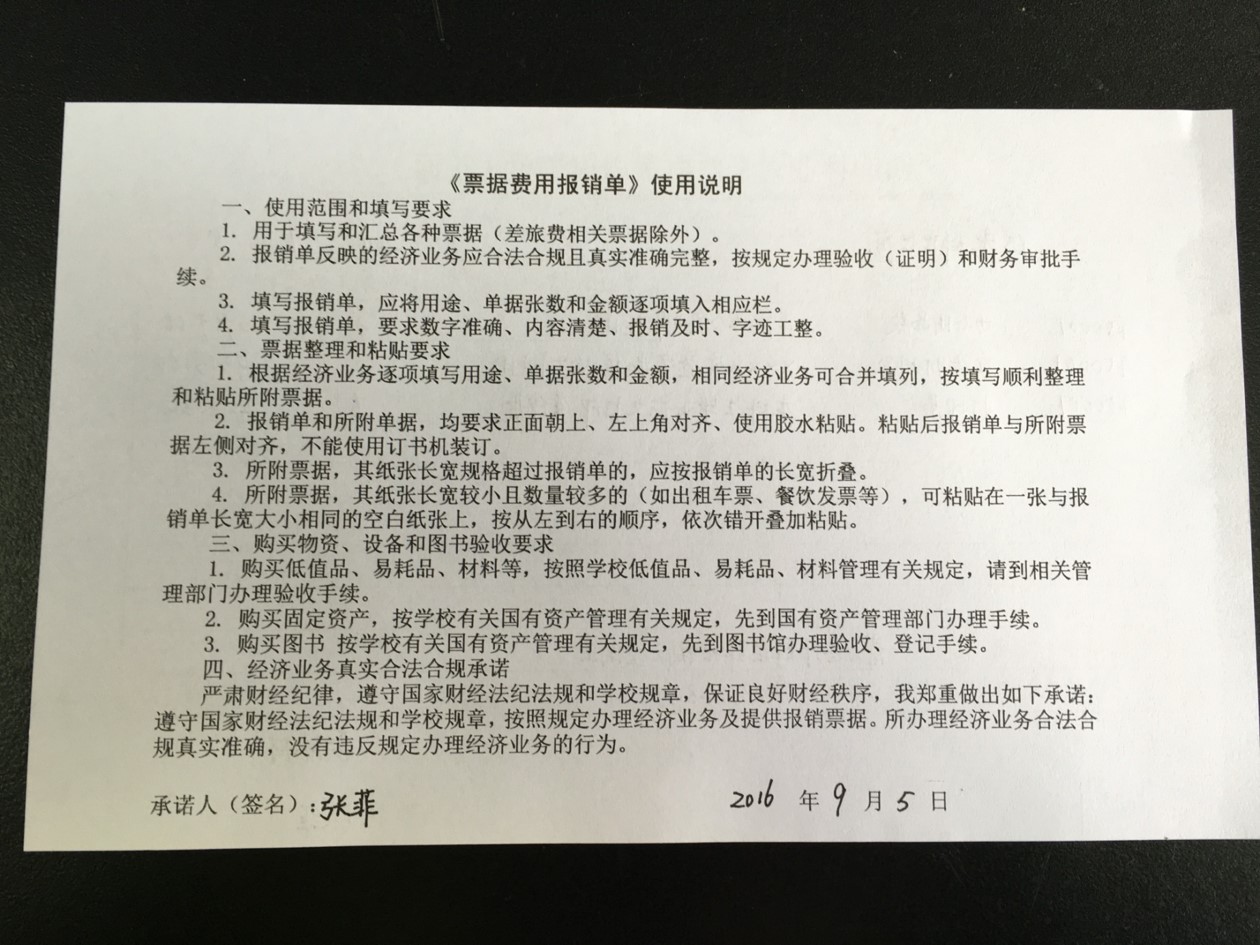 《票据费用报销单》使用说明
一、使用范围和填写要求
1. 用于填写和汇总各种票据（差旅费相关票据除外）。
2. 报销单反映的经济业务应合法合规且真实准确完整，按规定办理验收（证明）和财务审批手
续。
3. 填写报销单，应将用途、单据张数和金额逐项填入相应栏。
4. 填写报销单，要求数字准确、内容清楚、报销及时、字迹工整。
二、票据整理和粘贴要求
1. 根据经济业务逐项填写用途、单据张数和金额，相同经济业务可合并填列，按填写顺利整理
和粘贴所附票据。
2. 报销单和所附单据，均要求正面朝上、左上角对齐、使用胶水粘贴。粘贴后报销单与所附票
据左侧对齐，不能使用订书机装订。
3. 所附票据，其纸张长宽规格超过报销单的，应按报销单的长宽折叠。
4. 所附票据，其纸张长宽较小且数量较多的（如出租车票、餐饮发票等），可粘贴在一张与报
销单长宽大小相同的空白纸张上，按从左到右的顺序，依次错开叠加粘贴。
三、购买物资、设备和图书验收要求
1. 购买低值品、易耗品、材料等，按照学校低值品、易耗品、材料管理有关规定，请到相关管
理部门办理验收手续。
2. 购买固定资产，按学校有关国有资产管理有关规定，先到国有资产管理部门办理手续。
3. 购买图书 按学校有关国有资产管理有关规定，先到图书馆办理验收、登记手续。
四、经济业务真实合法合规承诺
严肃财经纪律，遵守国家财经法纪法规和学校规章，保证良好财经秩序，我郑重做出如下承诺：
遵守国家财经法纪法规和学校规章，按照规定办理经济业务及提供报销票据。所办理经济业务合法合
规真实准确，没有违反规定办理经济业务的行为。
承诺人（签名）：张菲 2016 年 9 月 5 日